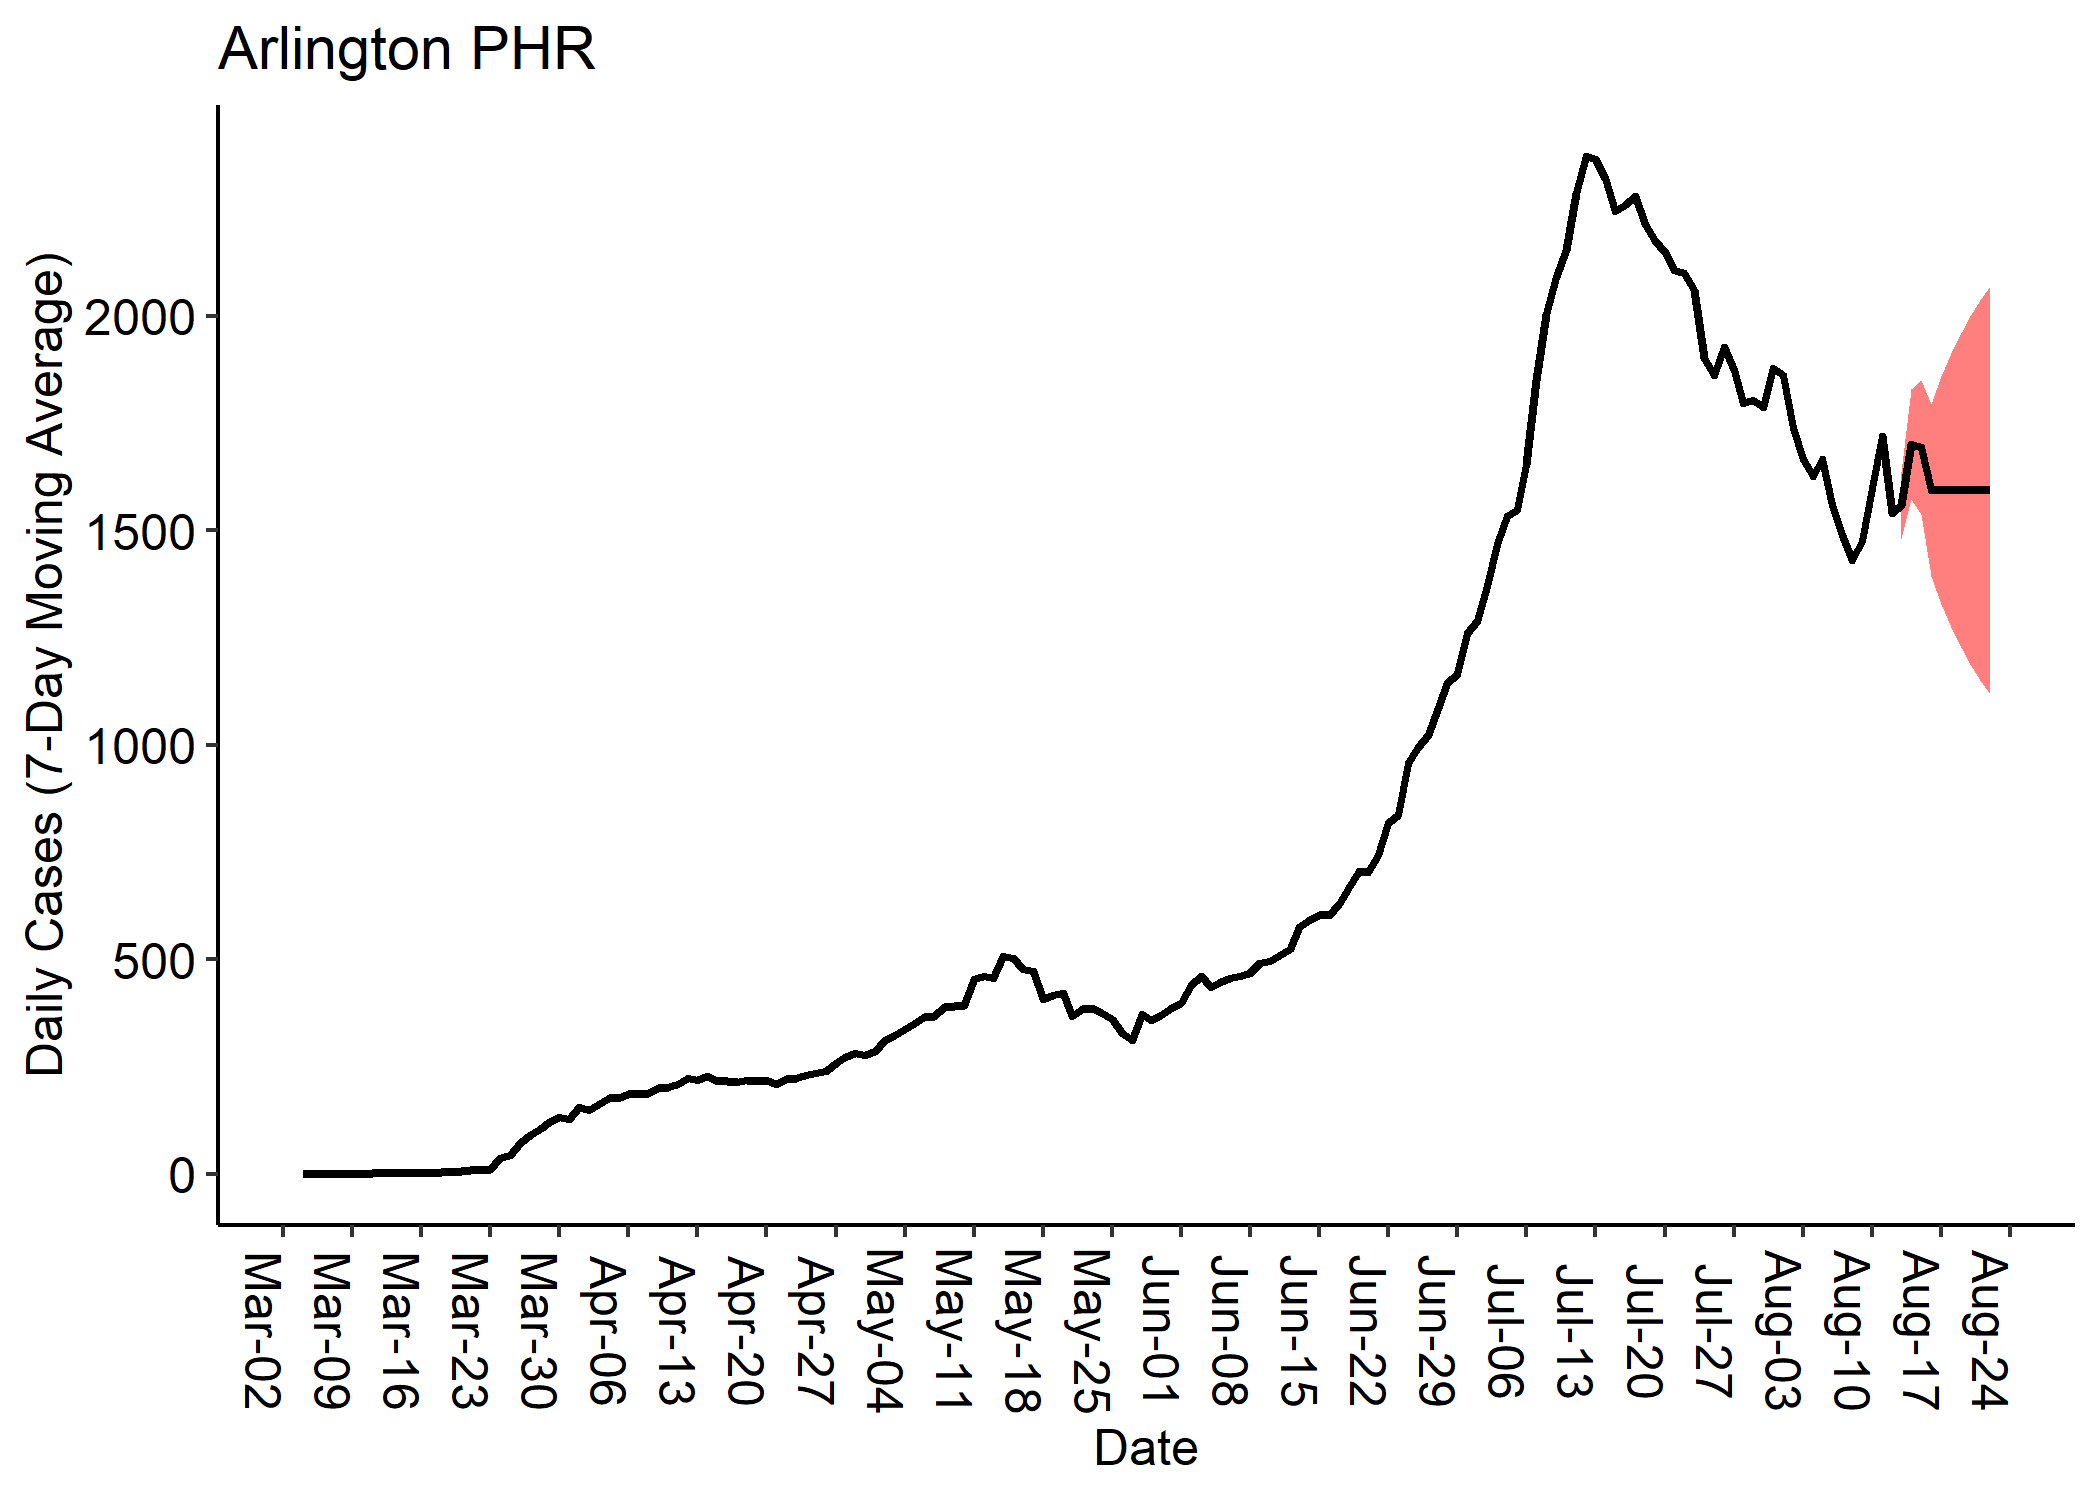 Arlington PHR
Daily Cases (7-Day Moving Average)
2000
1500
1000
500
0
Mar-02
Mar-09
Mar-16
Mar-23
Mar-30
Apr-06
Apr-13
Apr-20
Apr-27
May-04
May-11
May-18
May-25
Jun-01
Jun-08
Jun-15
Jun-22
Jun-29
Jul-06
Jul-13
Jul-20
Jul-27
Aug-03
Aug-10
Aug-17
Aug-24
Date